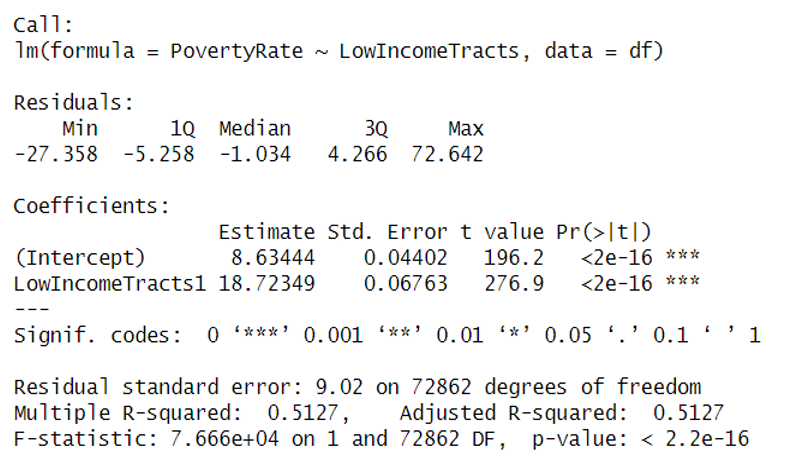 Call:
lm(formula = PovertyRate ~ LowIncomeTracts, data = df)
Residuals:
Min 1Q Median 3Q Max
-27.358 -5.258 -1.034 4.266 72.642
Coefficients:
Estimate Std. Error t value Pr(>|t|)
(Intercept) 8.63444 0.04402 196.2 <2e-16 ***
LowIncomeTracts1 18.72349 0.06763 276.9 <2e-16 ***
---
Signif. codes: 0 ‘***’ 0.001 ‘**’ 0.01 ‘*’ 0.05 ‘.’ 0.1 ‘ ’ 1
Residual standard error: 9.02 on 72862 degrees of freedom
Multiple R-squared: 0.5127, Adjusted R-squared: 0.5127
F-statistic: 7.666e+04 on 1 and 72862 DF, p-value: < 2.2e-16